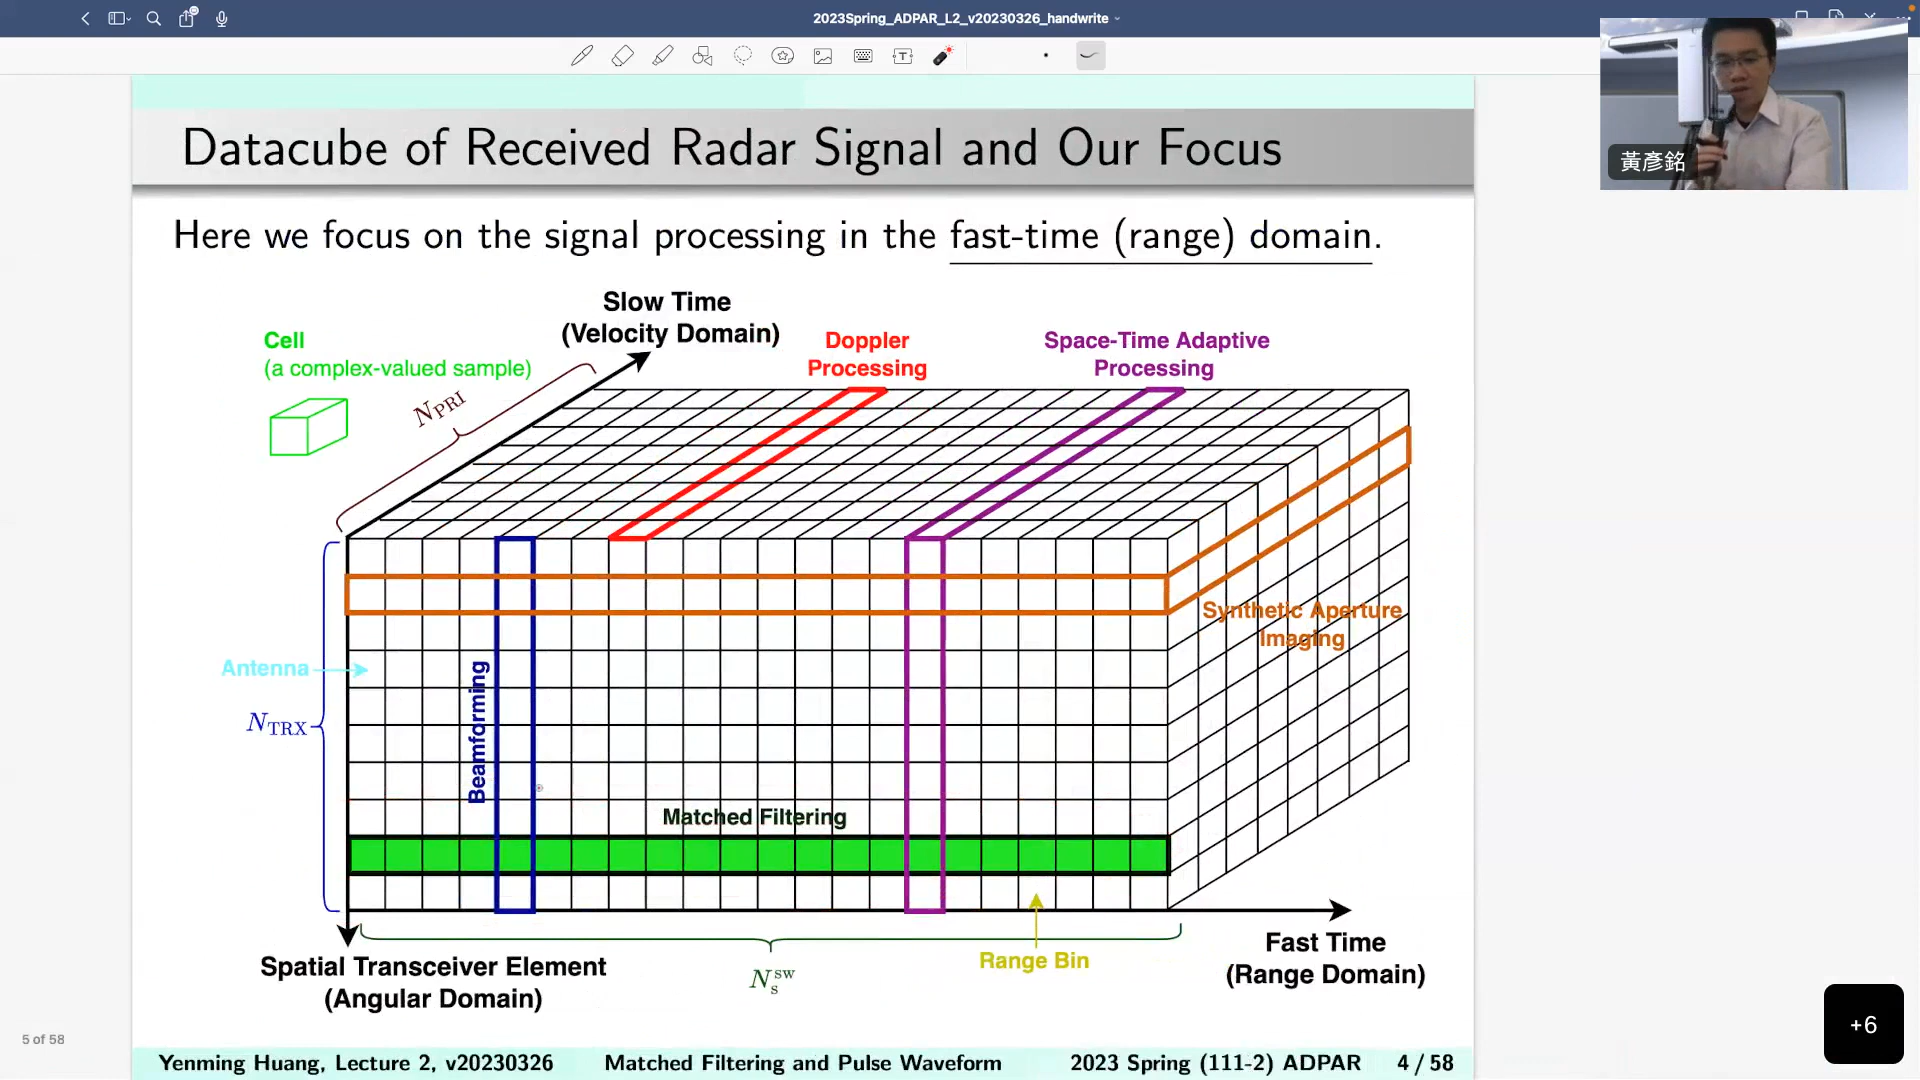 2023Spring_ADPAR_L2_v20230326_handwrite
黃彥銘
Datacube of Received Radar Signal and Our Focus
Here we focus on the signal processing in the fast-time (range) domain.
Slow Time
(Velocity Domain)
Cell
(a complex-valued sample)
Doppler
Processing
Space-Time Adaptive
Processing
N_PRI
Synthetic Aperture
Imaging
Antenna
N_TRX
Beamforming
Matched Filtering
Range Bin
Fast Time
(Range Domain)
Spatial Transceiver Element
(Angular Domain)
N_s^sw
+6
5 of 58
Yenming Huang, Lecture 2, v20230326 Matched Filtering and Pulse Waveform 2023 Spring (111-2) ADPAR 4 / 58